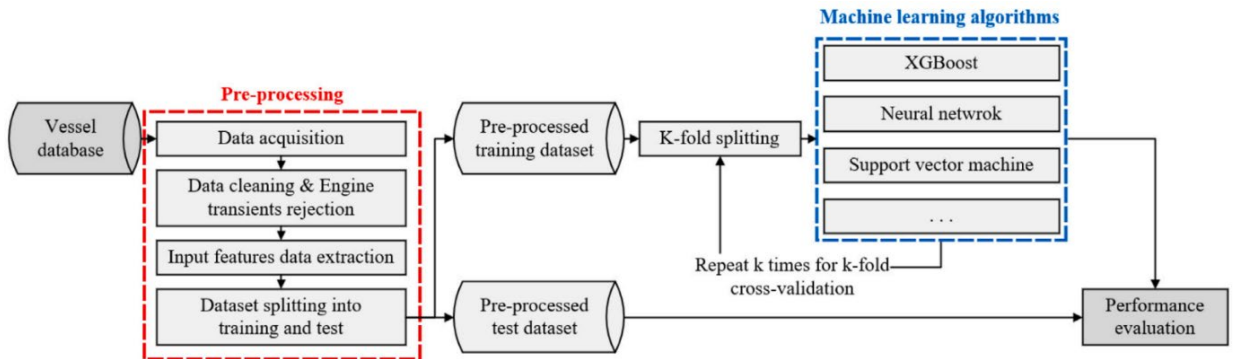 Machine learning algorithms
XGBoost
Neural netwrok
Support vector machine
. . .
Pre-processing
Vessel
database
Data acquisition
Data cleaning & Engine
transients rejection
Input features data extraction
Dataset splitting into
training and test
Pre-processed
training dataset
K-fold splitting
Repeat k times for k-fold
cross-validation
Pre-processed
test dataset
Performance
evaluation